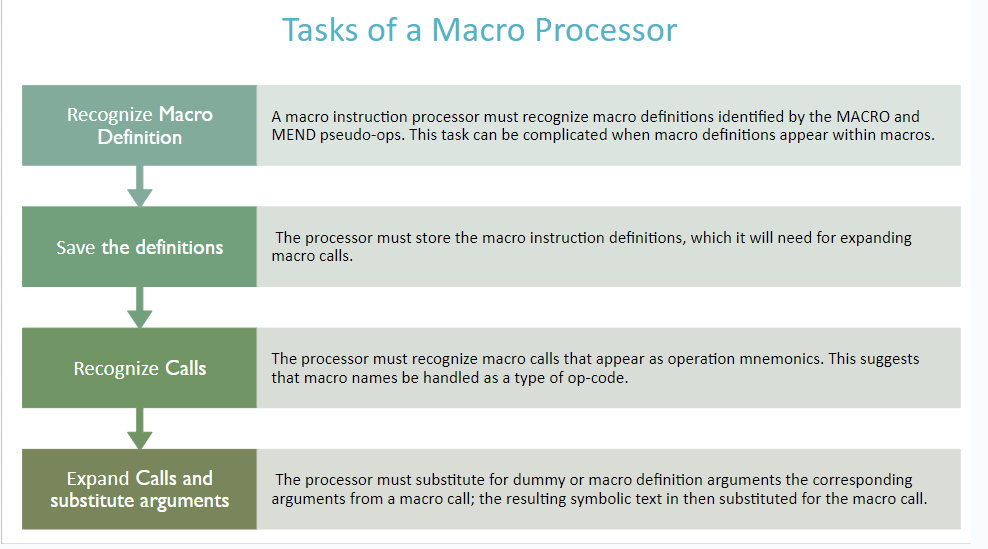 Tasks of a Macro Processor
Recognize Macro
Definition
A macro instruction processor must recognize macro definitions identified by the MACRO and
MEND pseudo-ops. This task can be complicated when macro definitions appear within macros.
Save the definitions
The processor must store the macro instruction definitions, which it will need for expanding
macro calls.
Recognize Calls
The processor must recognize macro calls that appear as operation mnemonics. This suggests
that macro names be handled as a type of op-code.
Expand Calls and
substitute arguments
The processor must substitute for dummy or macro definition arguments the corresponding
arguments from a macro call; the resulting symbolic text in then substituted for the macro call.